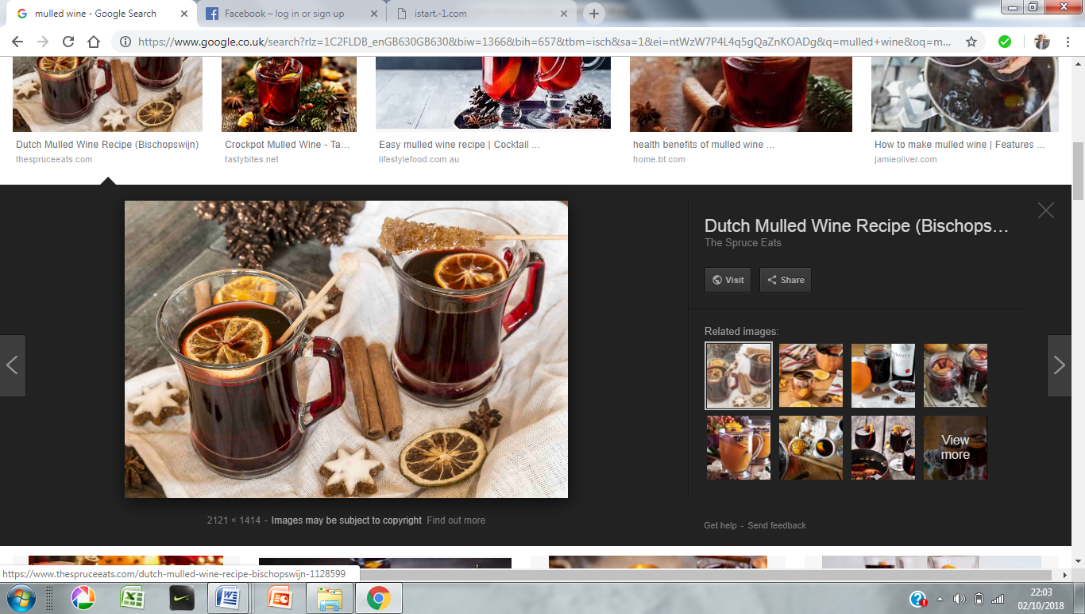 mulled wine - Google Search
Facebook – log in or sign up
istart.-1.com
https://www.google.co.uk/search?rlz=1C2FLDB_enGB630GB630&biw=1366&bih=657&tbm=isch&sa=1&ei=ntWzW7P4L4q5gQaZnKOADg&q=mulled+wine&oq=m...
Dutch Mulled Wine Recipe (Bischopswijn)
thespruceeats.com
Crockpot Mulled Wine - Ta...
tastybites.net
Easy mulled wine recipe | Cocktail ...
lifestylefood.com.au
health benefits of mulled wine ...
home.bt.com
How to make mulled wine | Features ...
jamieoliver.com
Dutch Mulled Wine Recipe (Bischops...
The Spruce Eats
Visit
Share
Related images:
View more
2121 × 1414 - Images may be subject to copyright Find out more
Get help - Send feedback
https://www.thespruceeats.com/dutch-mulled-wine-recipe-bischopswijn-1128599
22:03
02/10/2018